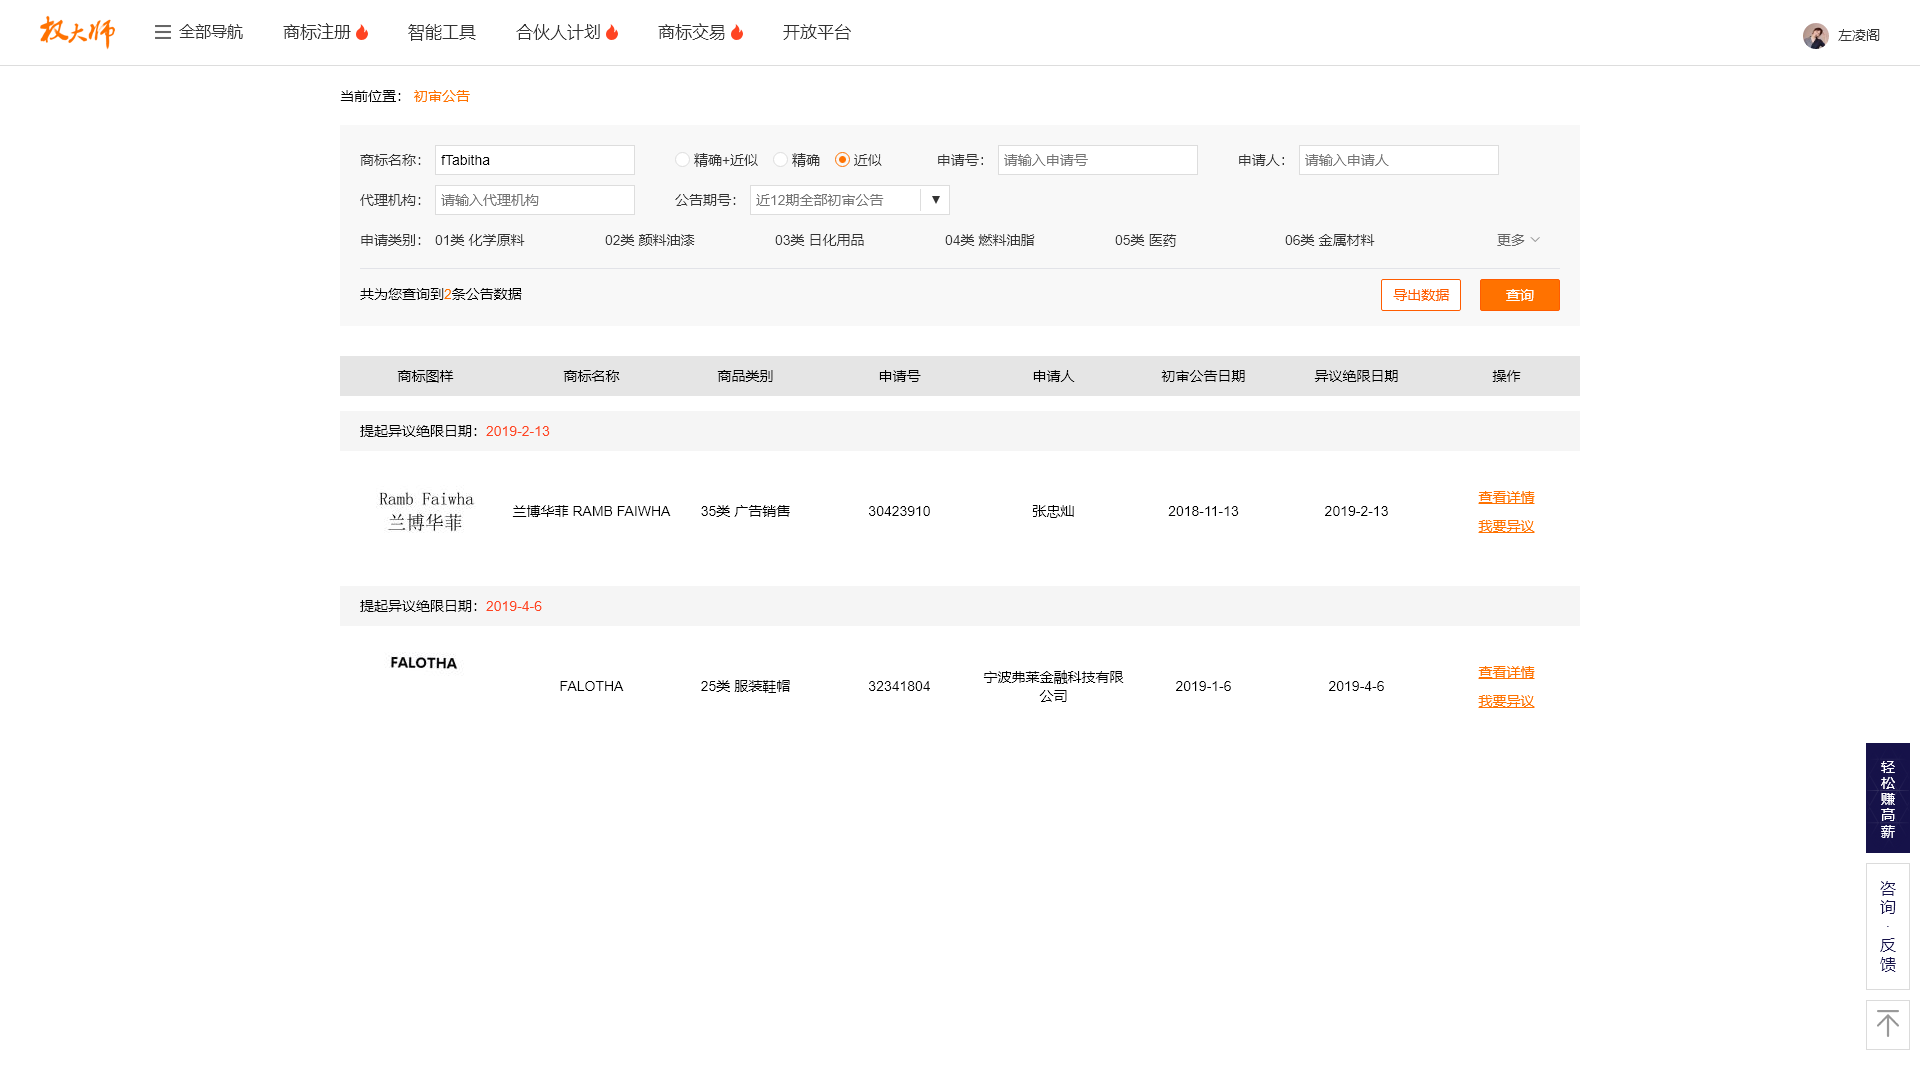 权大师 全部导航 商标注册 智能工具 合伙人计划 商标交易 开放平台 左凌阁
当前位置： 初审公告
商标名称： fTabitha 精确+近似 精确 近似 申请号： 请输入申请号 申请人： 请输入申请人
代理机构： 请输入代理机构 公告期号： 近12期全部初审公告 ▼
申请类别： 01类 化学原料 02类 颜料油漆 03类 日化用品 04类 燃料油脂 05类 医药 06类 金属材料 更多
共为您查询到2条公告数据 导出数据 查询
商标图样 商标名称 商品类别 申请号 申请人 初审公告日期 异议绝限日期 操作
提起异议绝限日期：2019-2-13
Ramb Faiwha
兰博华菲
兰博华菲 RAMB FAIWHA 35类 广告销售 30423910 张忠灿 2018-11-13 2019-2-13
查看详情
我要异议
提起异议绝限日期：2019-4-6
FALOTHA
FALOTHA 25类 服装鞋帽 32341804 宁波弗莱金融科技有限
公司
2019-1-6 2019-4-6
查看详情
我要异议
轻松赚高薪
咨询·反馈